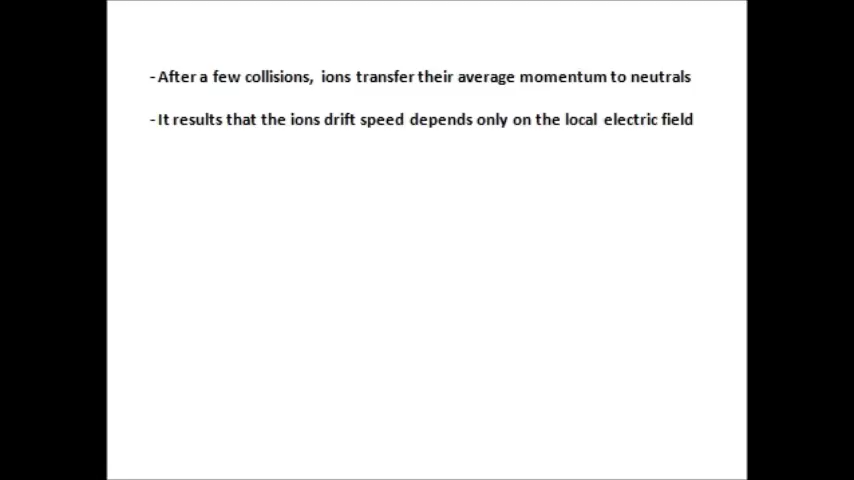 - After a few collisions, ions transfer their average momentum to neutrals
- It results that the ions drift speed depends only on the local electric field